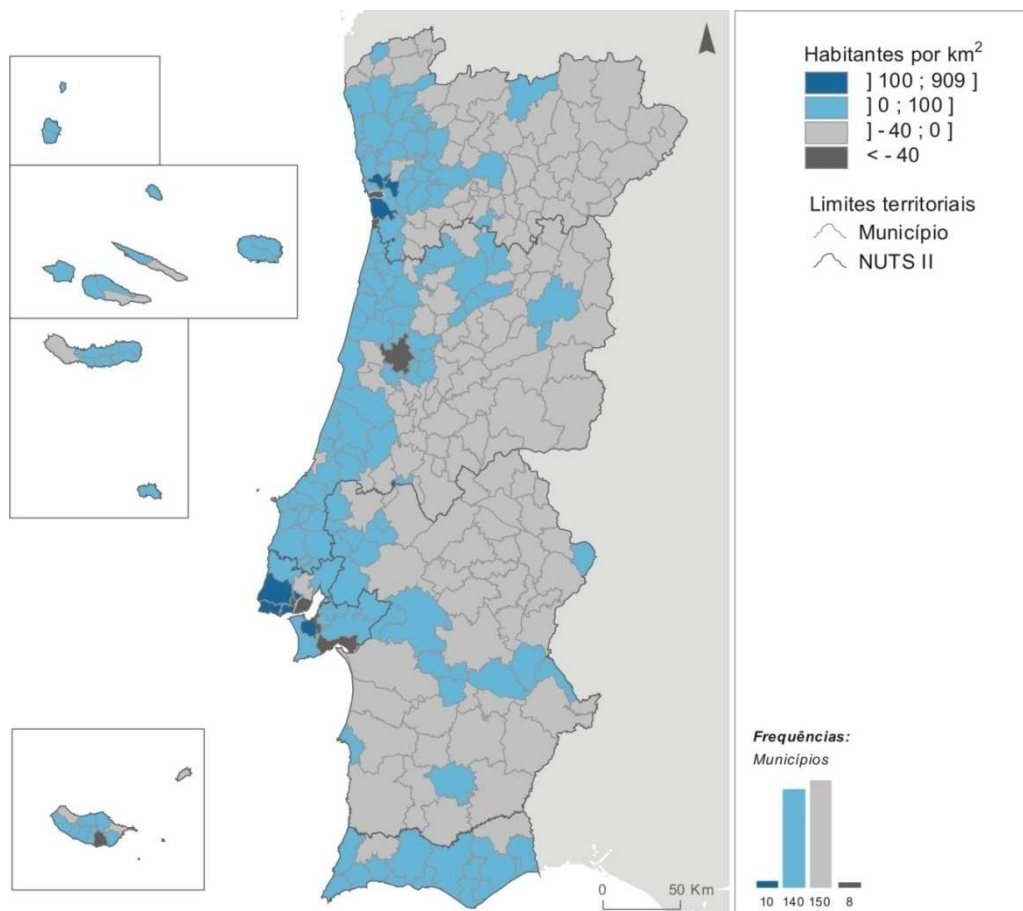 Habitantes por km²
] 100 ; 909 ]
] 0 ; 100 ]
] - 40 ; 0 ]
< - 40
Limites territoriais
Município
NUTS II
Frequências:
Municípios
10 140 150 8
0 50 Km